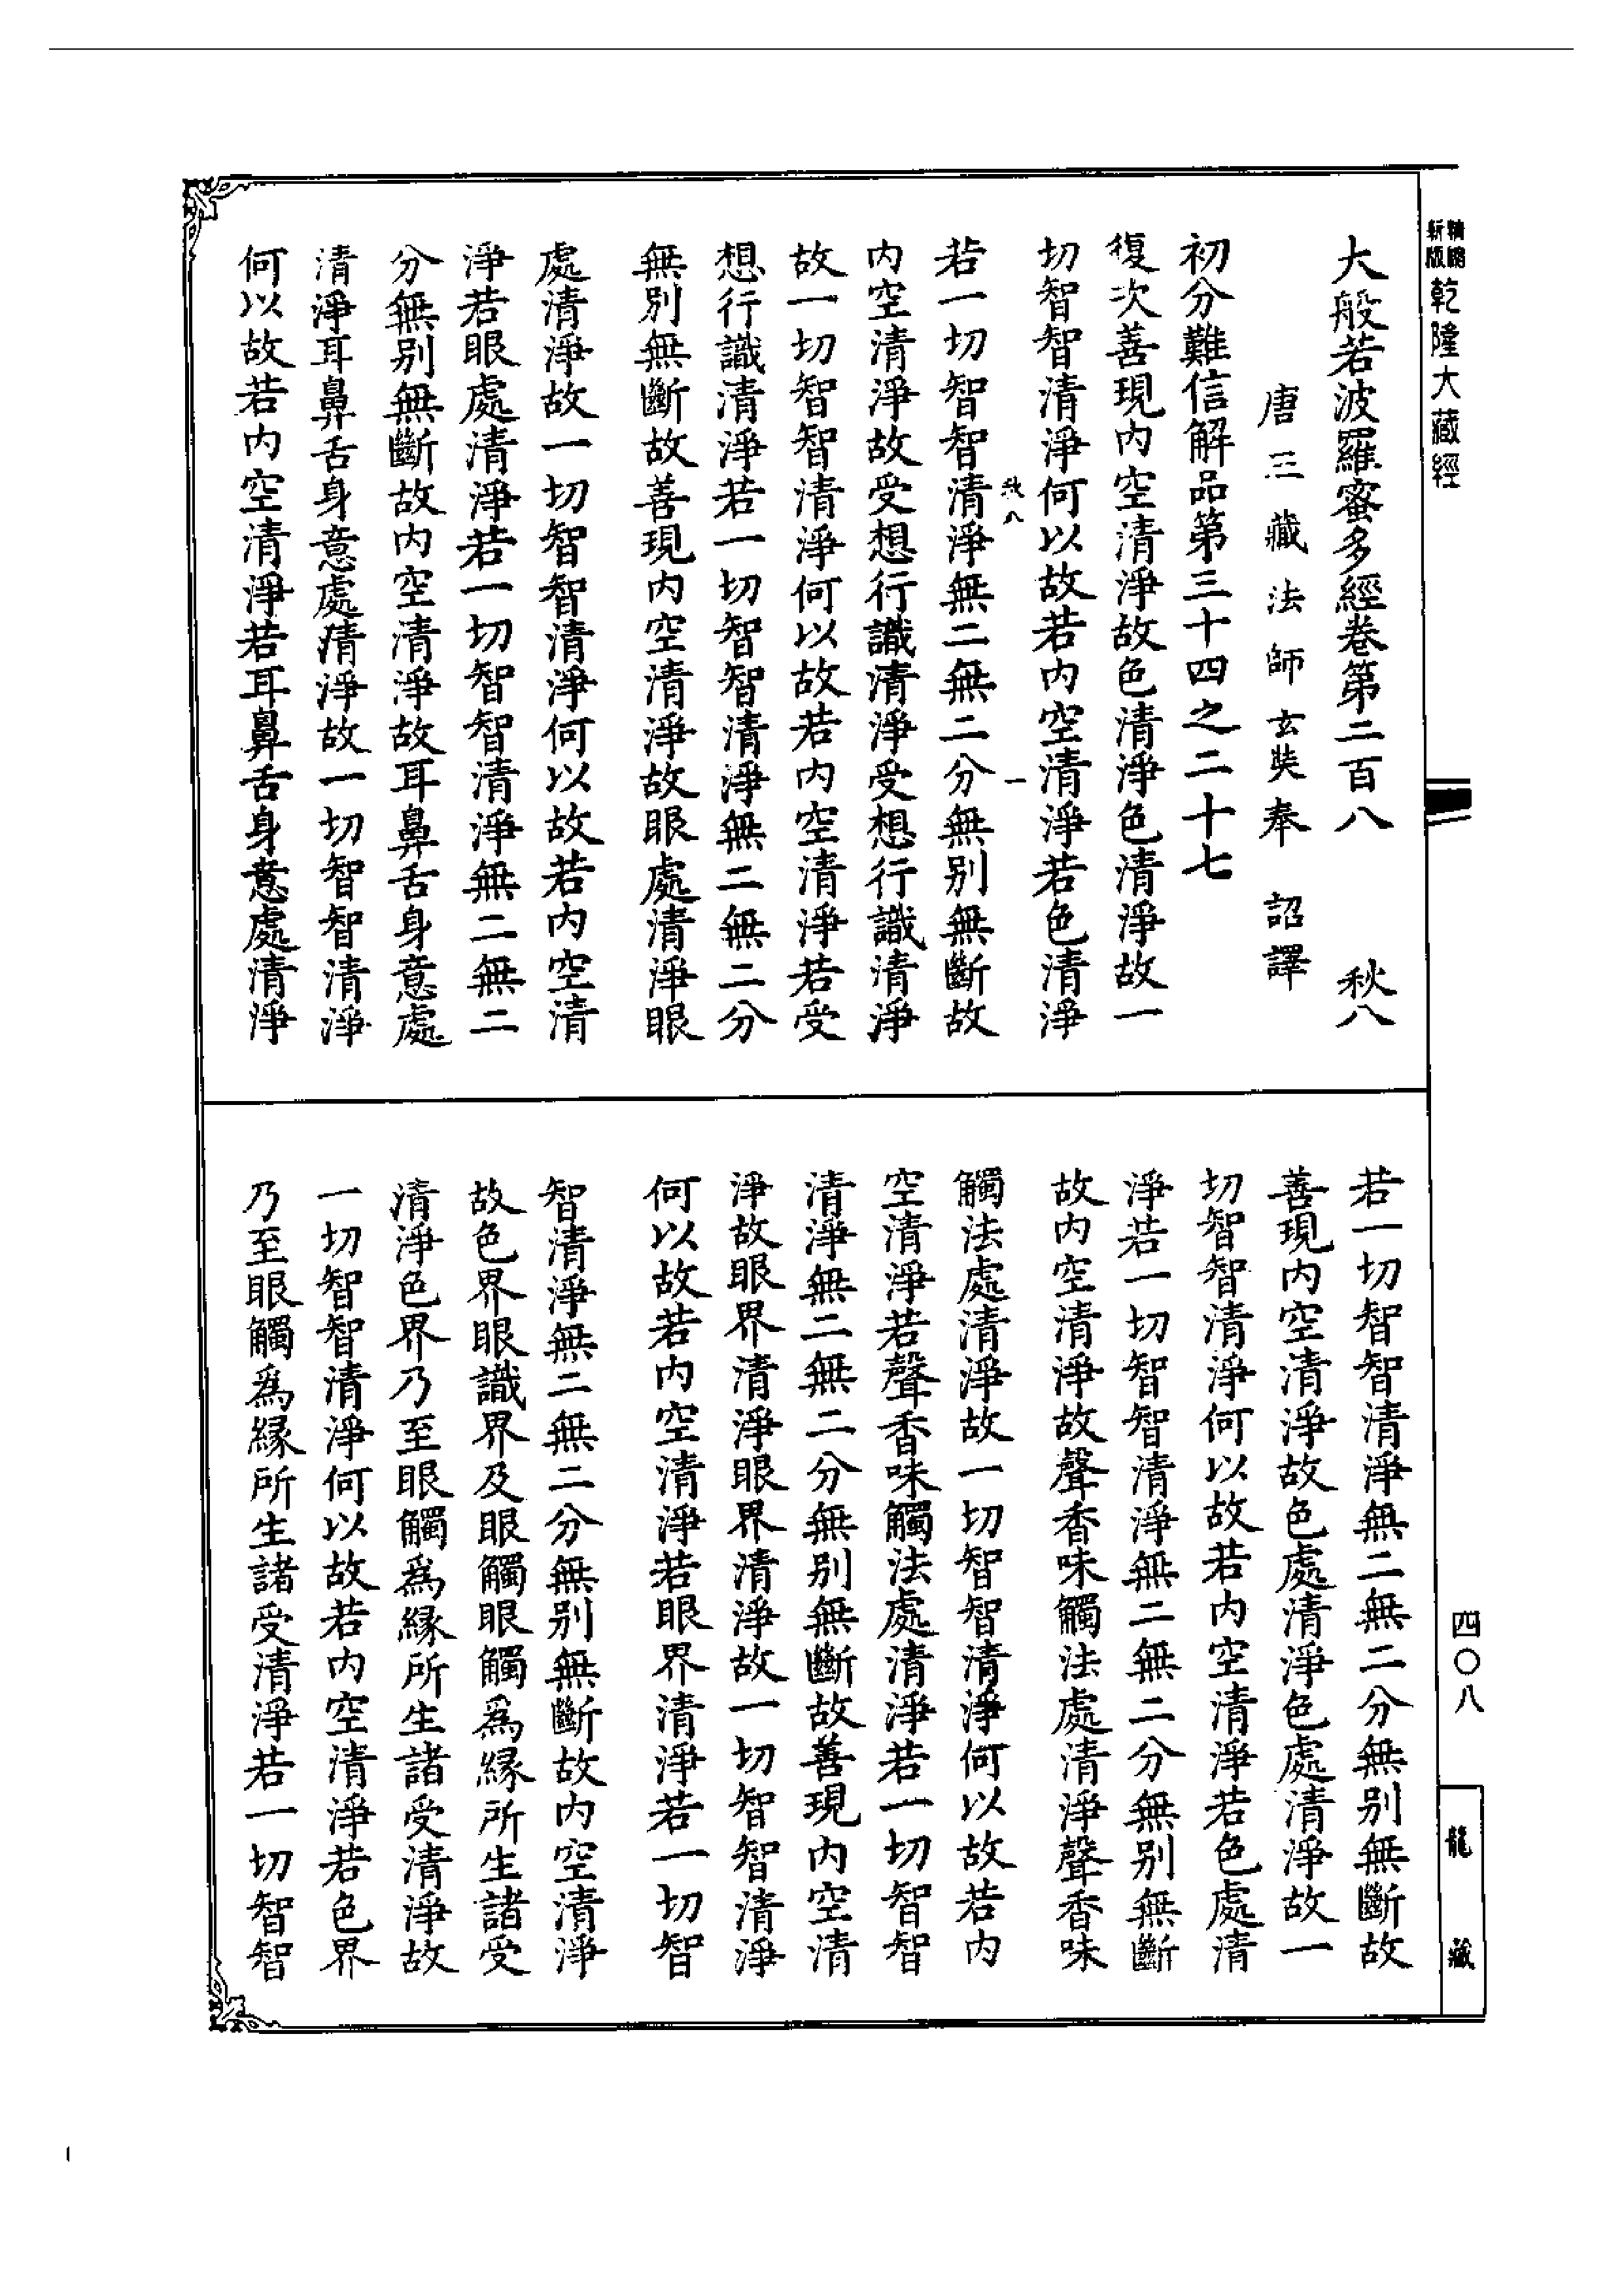 精縮新版乾隆大藏經
大般若波羅蜜多經卷第二百八 秋八
唐三藏法師玄奘奉 詔譯
初分難信解品第三十四之二十七
復次善現內空清淨故色清淨色清淨故一
切智智清淨何以故若內空清淨若色清淨
秋八 一
若一切智智清淨無二無二分無別無斷故
內空清淨故受想行識清淨受想行識清淨
故一切智智清淨何以故若內空清淨若受
想行識清淨若一切智智清淨無二無二分
無別無斷故善現內空清淨故眼處清淨眼
處清淨故一切智智清淨何以故若內空清
淨若眼處清淨若一切智智清淨無二無二
分無別無斷故內空清淨故耳鼻舌身意處
清淨耳鼻舌身意處清淨故一切智智清淨
何以故若內空清淨若耳鼻舌身意處清淨
若一切智智清淨無二無二分無別無斷故
善現內空清淨故色處清淨色處清淨故一
切智智清淨何以故若內空清淨若色處清
淨若一切智智清淨無二無二分無別無斷
故內空清淨故聲香味觸法處清淨聲香味
觸法處清淨故一切智智清淨何以故若內
空清淨若聲香味觸法處清淨若一切智智
清淨無二無二分無別無斷故善現內空清
淨故眼界清淨眼界清淨故一切智智清淨
何以故若內空清淨若眼界清淨若一切智
智清淨無二無二分無別無斷故內空清淨
故色界眼識界及眼觸眼觸為緣所生諸受
清淨色界乃至眼觸為緣所生諸受清淨故
一切智智清淨何以故若內空清淨若色界
乃至眼觸為緣所生諸受清淨若一切智智
四〇八
龍藏